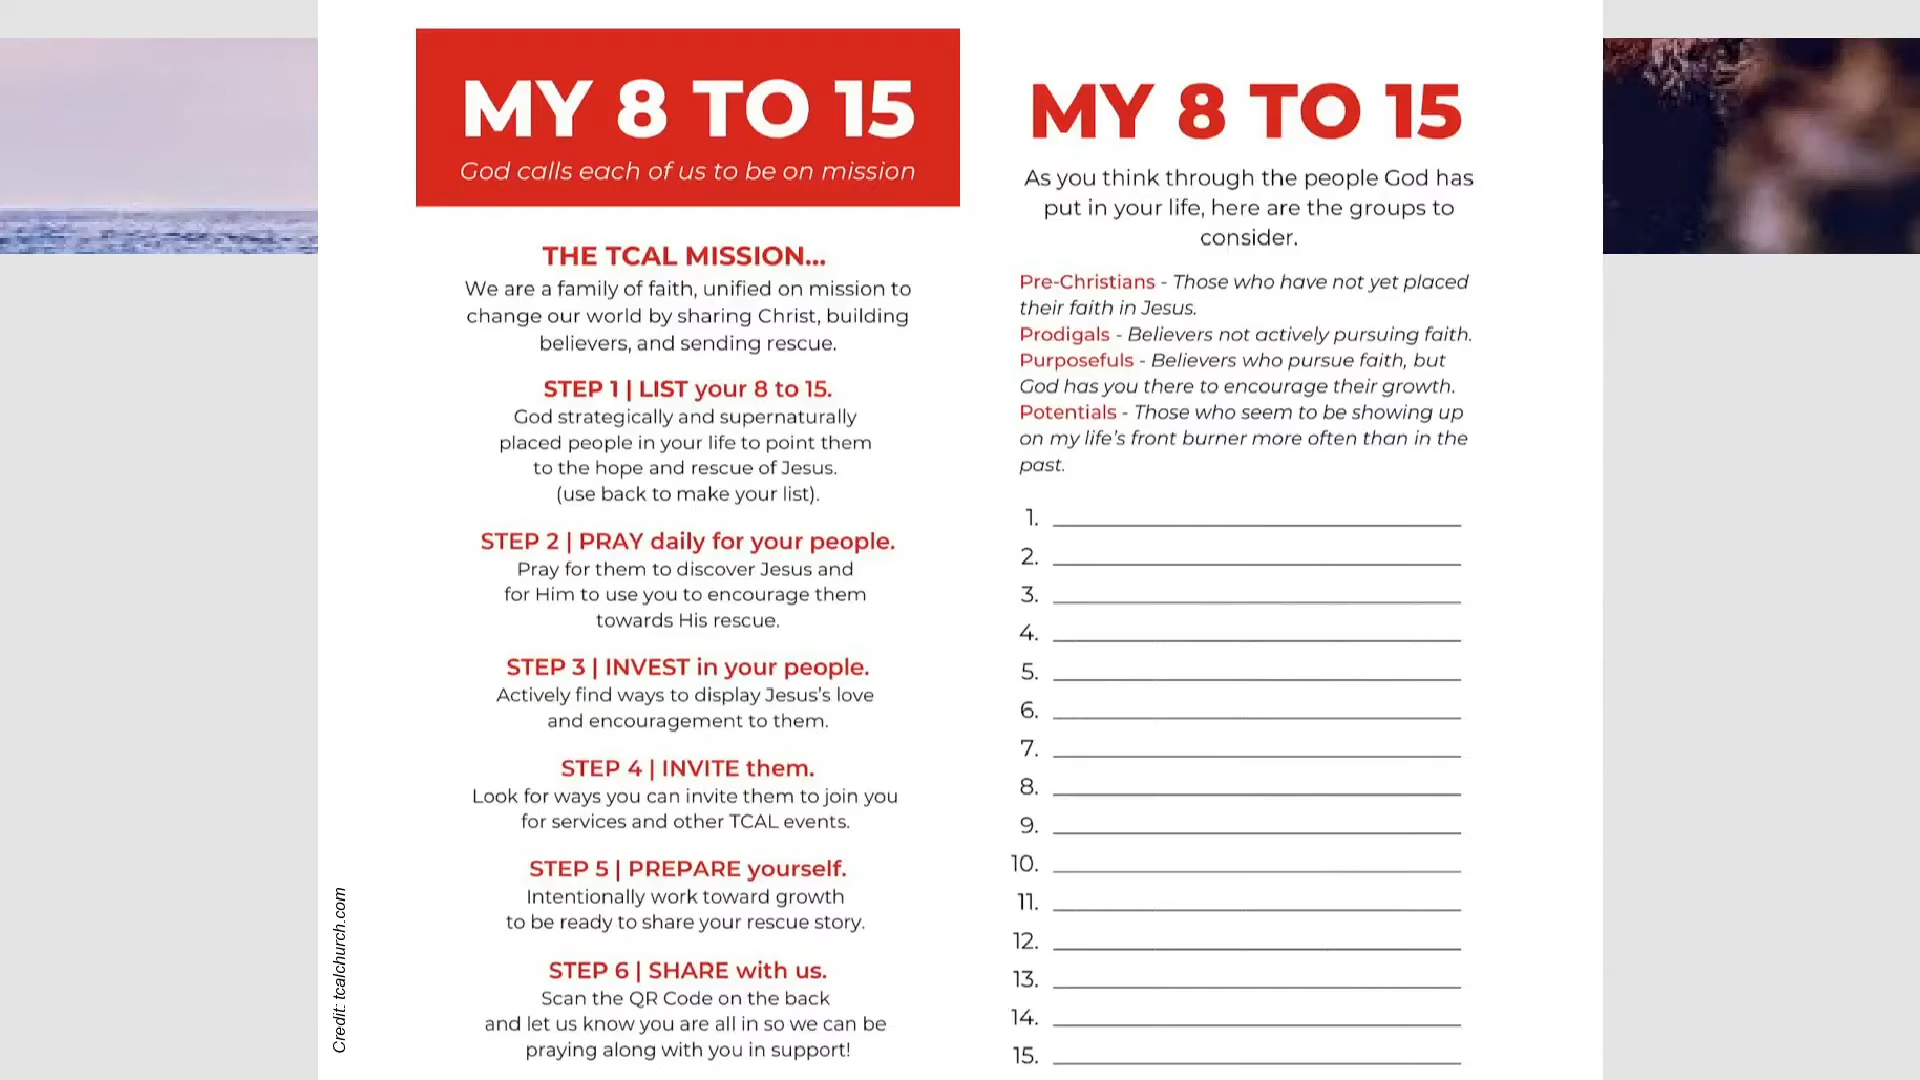 MY 8 TO 15
God calls each of us to be on mission
THE TCAL MISSION...
We are a family of faith, unified on mission to
change our world by sharing Christ, building
believers, and sending rescue.
STEP 1 | LIST your 8 to 15.
God strategically and supernaturally
placed people in your life to point them
to the hope and rescue of Jesus.
(use back to make your list).
STEP 2 | PRAY daily for your people.
Pray for them to discover Jesus and
for Him to use you to encourage them
towards His rescue.
STEP 3 | INVEST in your people.
Actively find ways to display Jesus's love
and encouragement to them.
STEP 4 | INVITE them.
Look for ways you can invite them to join you
for services and other TCAL events.
STEP 5 | PREPARE yourself.
Intentionally work toward growth
to be ready to share your rescue story.
STEP 6 | SHARE with us.
Scan the QR Code on the back
and let us know you are all in so we can be
praying along with you in support!
MY 8 TO 15
As you think through the people God has
put in your life, here are the groups to
consider.
Pre-Christians - Those who have not yet placed
their faith in Jesus.
Prodigals - Believers not actively pursuing faith.
Purposefuls - Believers who pursue faith, but
God has you there to encourage their growth.
Potentials - Those who seem to be showing up
on my life's front burner more often than in the
past.
1.
2.
3.
4.
5.
6.
7.
8.
9.
10.
11.
12.
13.
14.
15.
Credit: tcalchurch.com